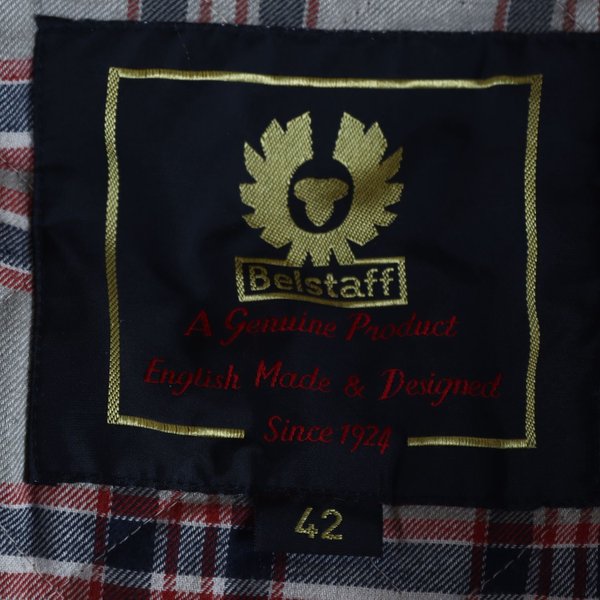 Belstaff
A Genuine Product
English Made & Designed
Since 1924
42